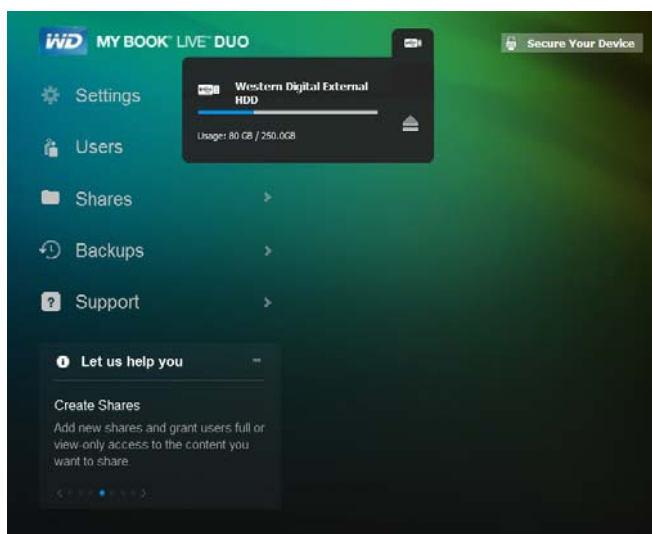 WD MY BOOK™ LIVE™ DUO
Secure Your Device
Western Digital External
HDD
Usage: 80 GB / 250.0GB
Settings
Users
Shares
Backups
Support
Let us help you
Create Shares
Add new shares and grant users full or
view-only access to the content you
want to share.